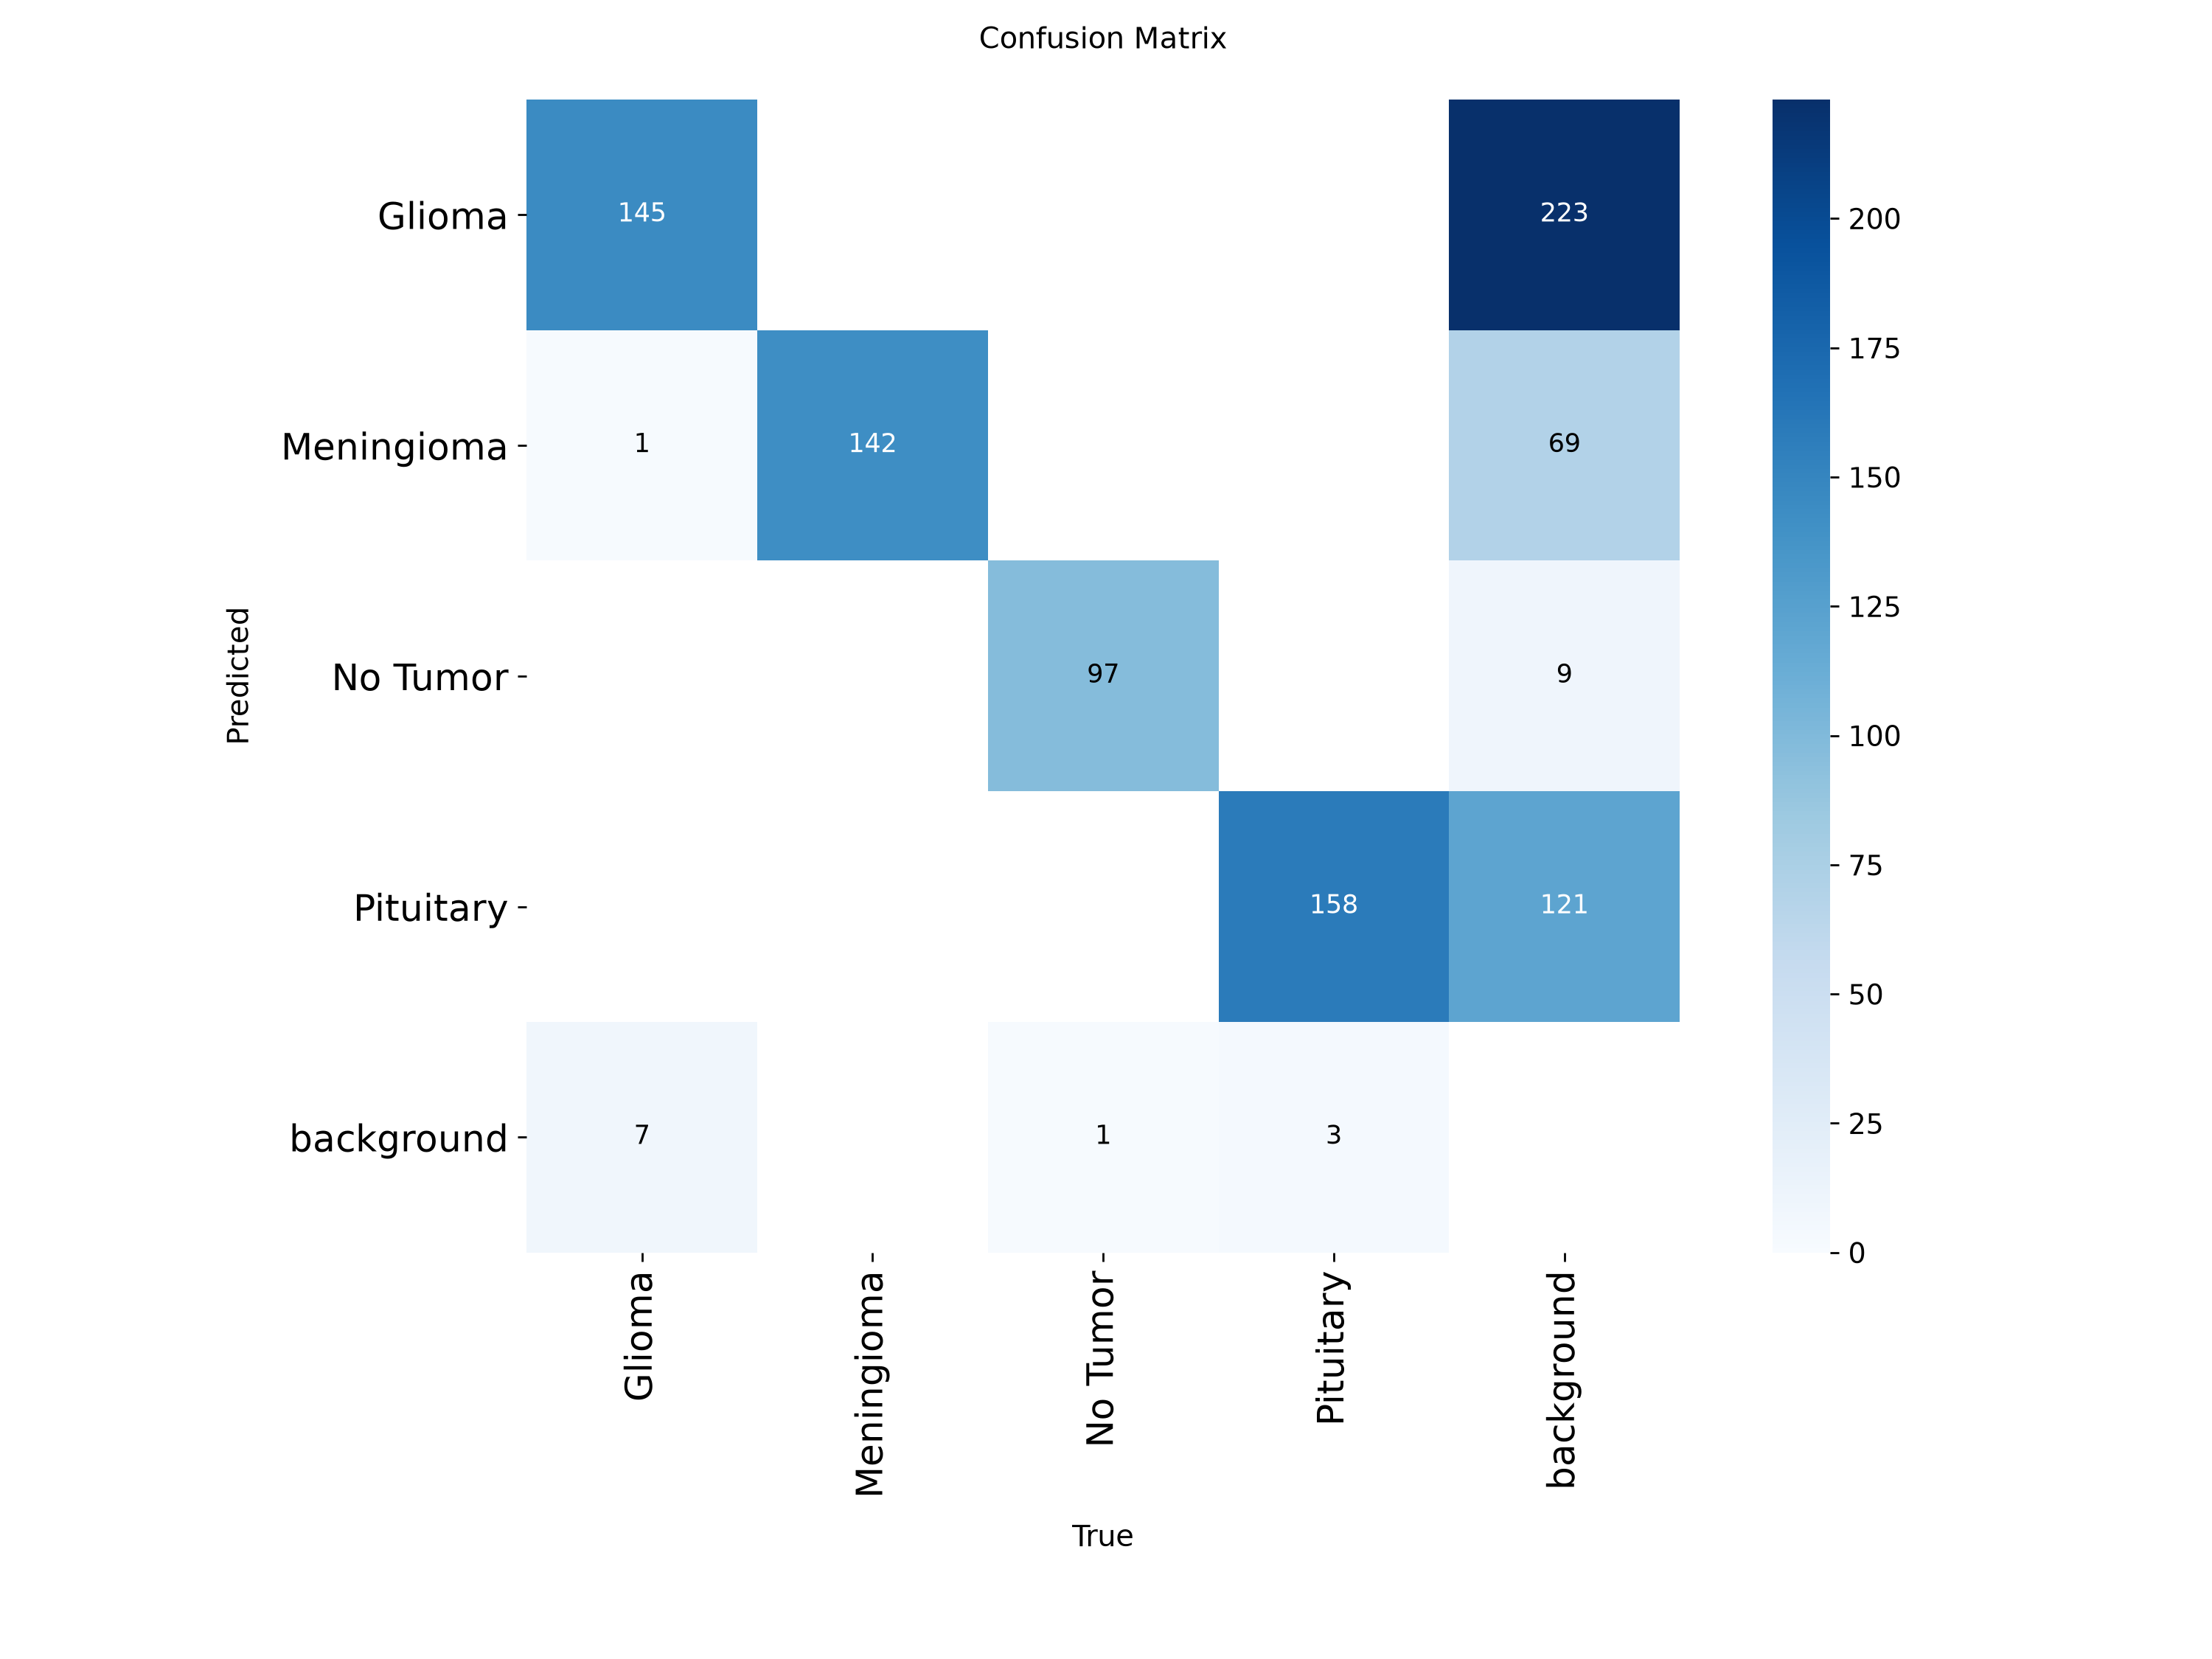 Confusion Matrix
Glioma 145 223
Meningioma 1 142 69
No Tumor 97 9
Pituitary 158 121
background 7 1 3
Predicted
Glioma
Meningioma
No Tumor
Pituitary
background
True
200
175
150
125
100
75
50
25
0